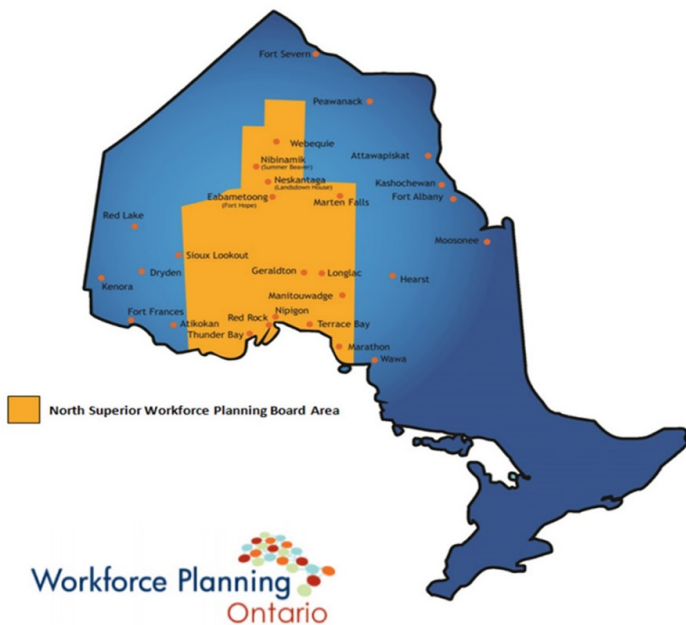 Fort Severn
Peawanack
Webequie
Attawapiskat
Nibinamik
(Summer Beaver)
Neskantaga
(Landsdown House)
Kashochewan
Eabametoong
(Fort Hope)
Marten Falls
Fort Albany
Red Lake
Moosonee
Sioux Lookout
Dryden
Geraldton
Longlac
Hearst
Kenora
Manitouwadge
Fort Frances
Nipigon
Red Rock
Atikokan
Terrace Bay
Thunder Bay
Marathon
Wawa
North Superior Workforce Planning Board Area
Workforce Planning
Ontario